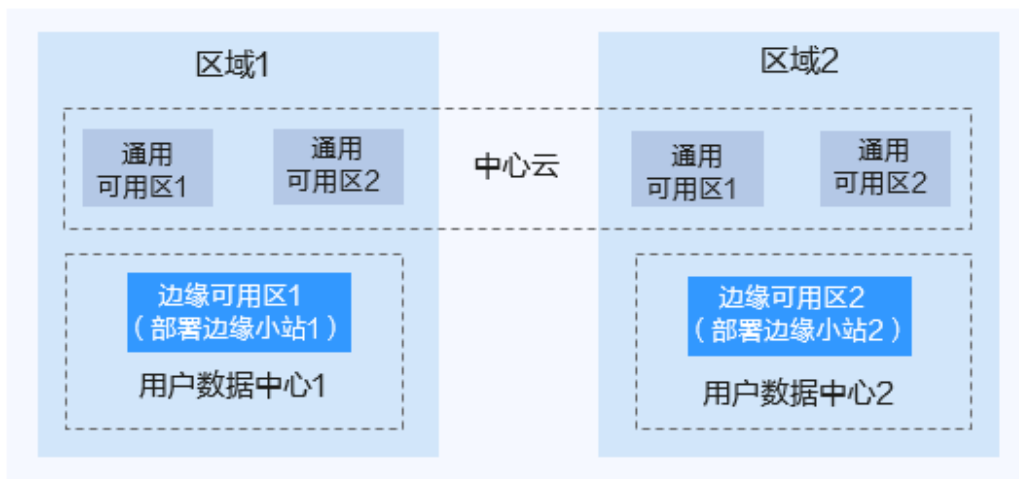 区域1
区域2
通用
可用区1
通用
可用区2
中心云
通用
可用区1
通用
可用区2
边缘可用区1
（部署边缘小站1）
用户数据中心1
边缘可用区2
（部署边缘小站2）
用户数据中心2